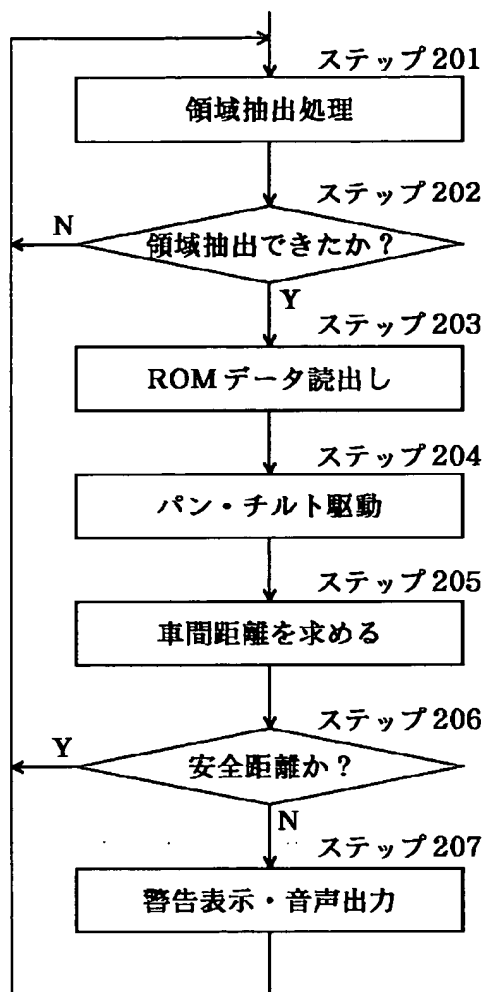 ステップ 201
領域抽出処理
ステップ 202
N
領域抽出できたか？
Y
ステップ 203
ROMデータ読出し
ステップ 204
パン・チルト駆動
ステップ 205
車間距離を求める
ステップ 206
Y
安全距離か？
N
ステップ 207
警告表示・音声出力